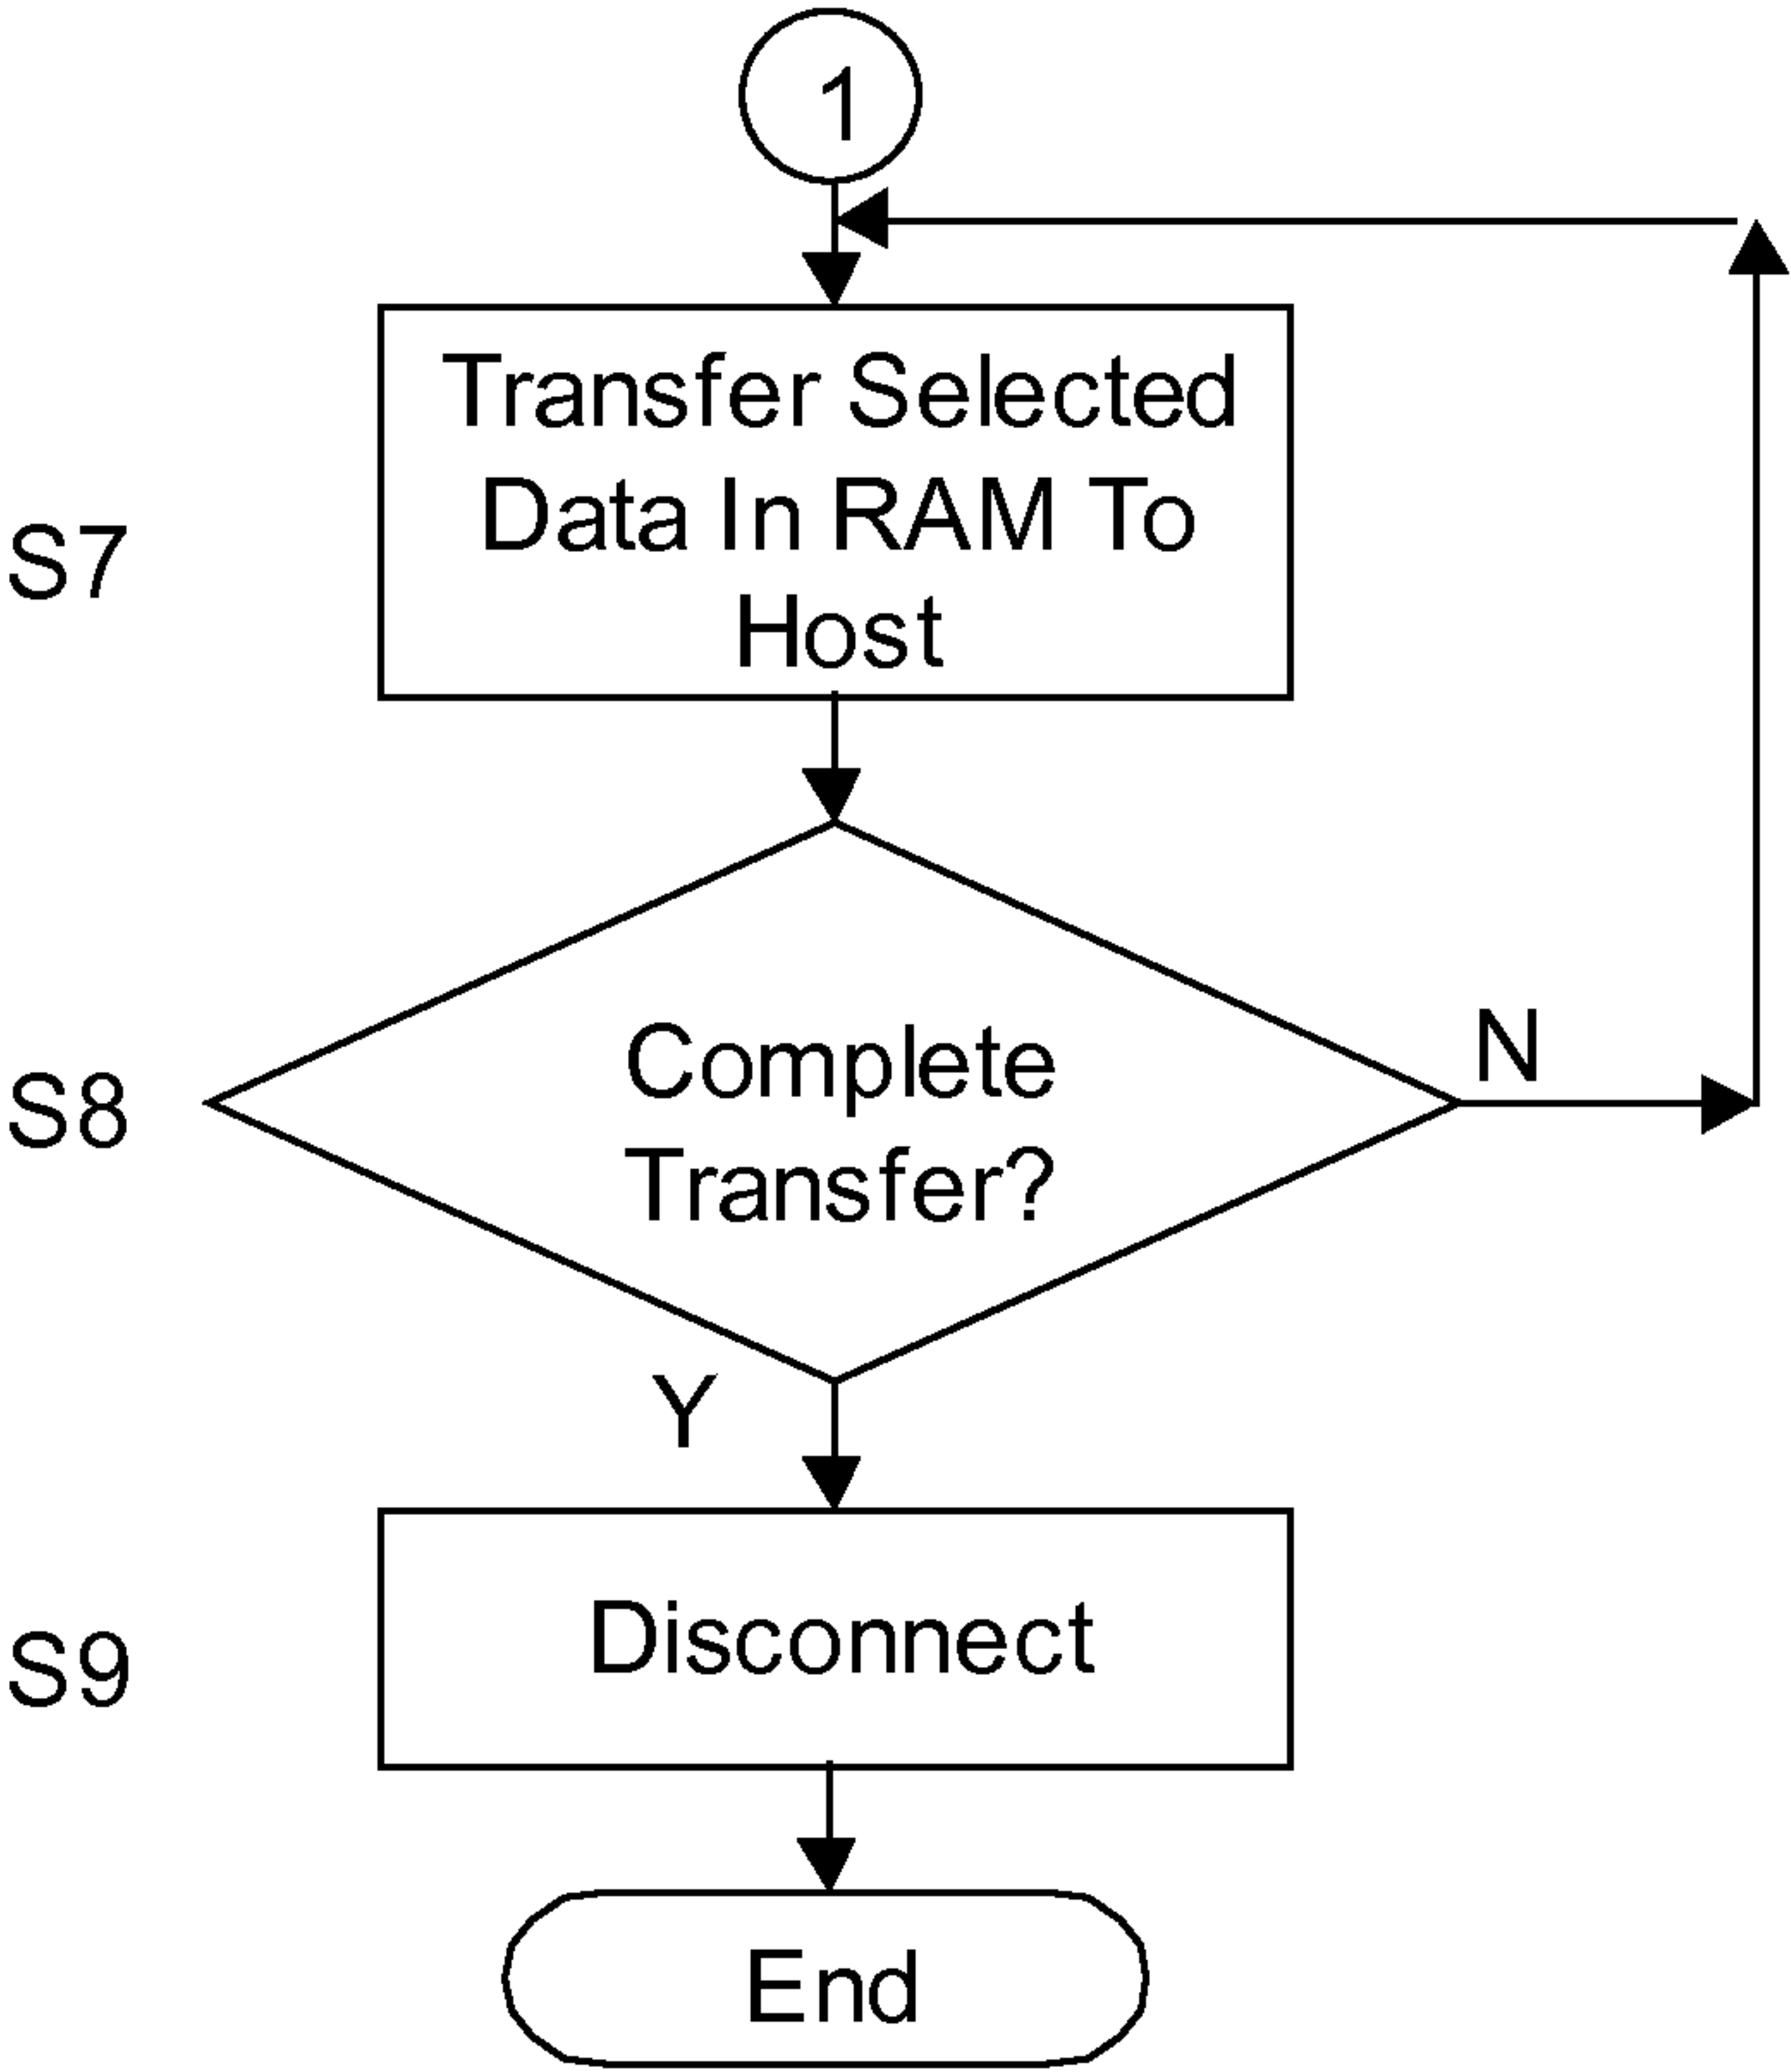 1
Transfer Selected
Data In RAM To
Host
S7
Complete
Transfer?
N
S8
Y
Disconnect
S9
End